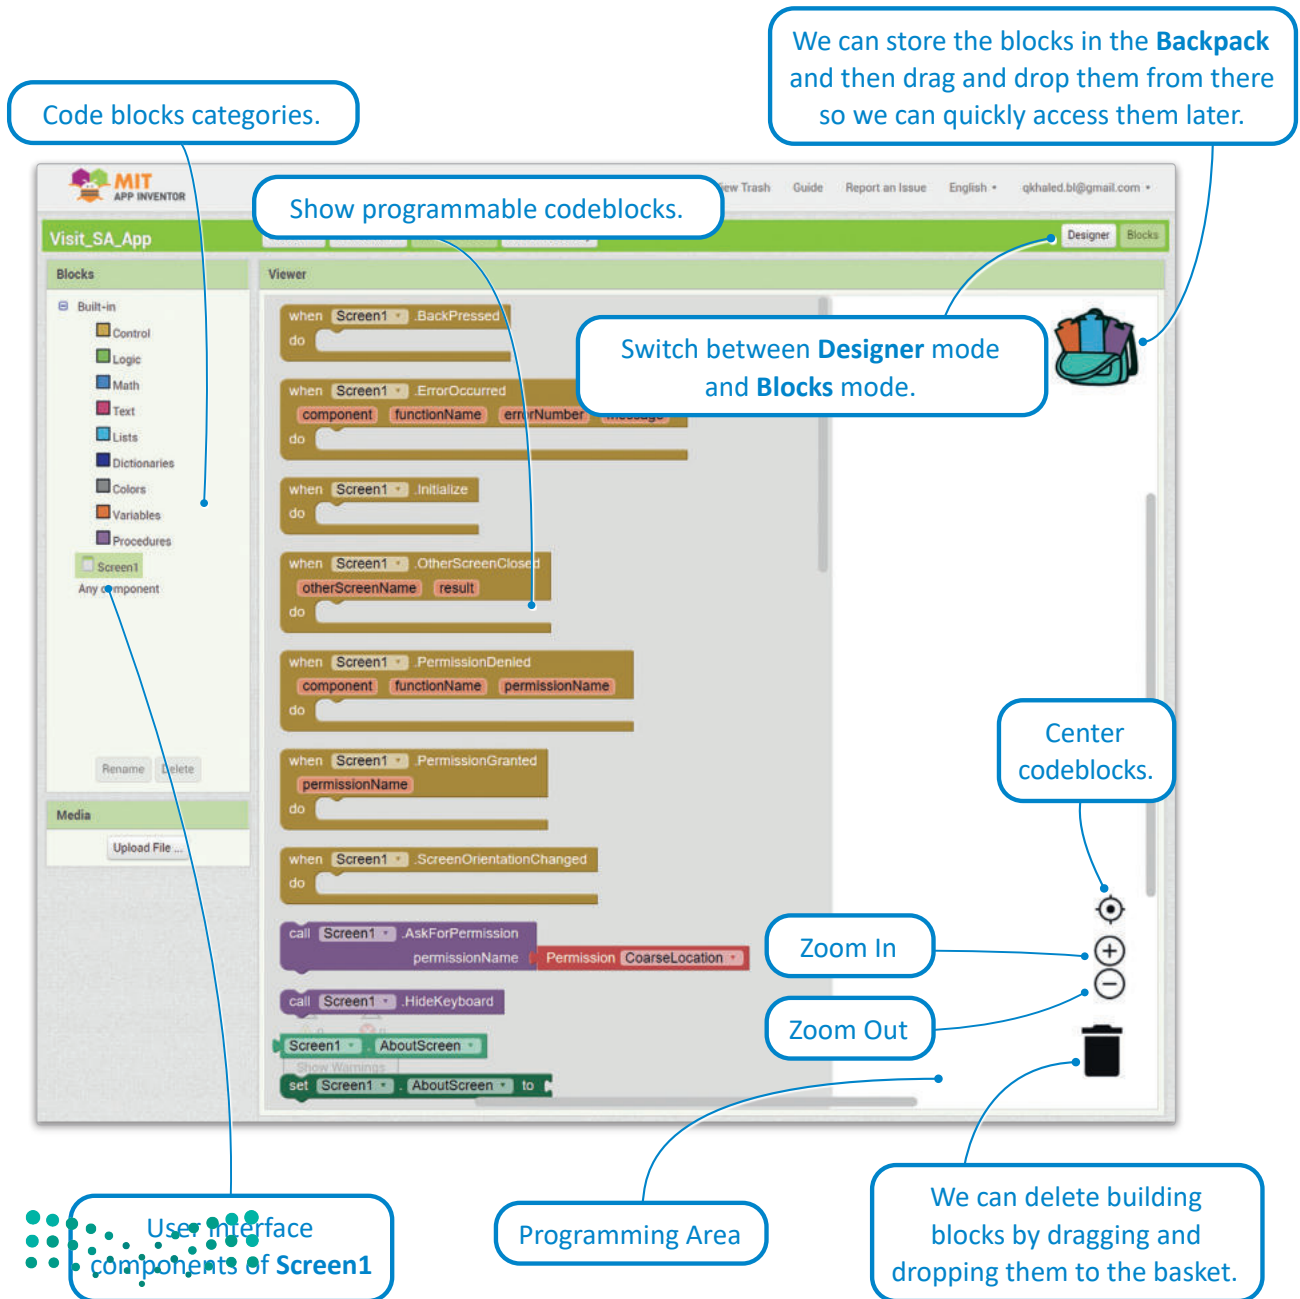 We can store the blocks in the Backpack
and then drag and drop them from there
so we can quickly access them later.
Code blocks categories.
MIT
APP INVENTOR
Show programmable codeblocks.
Trash
Guide
Report an Issue
English
qkhaled.bl@gmail.com
Visit_SA_App
Designer
Blocks
Blocks
Viewer
Built-in
Control
Logic
Math
Text
Lists
Dictionaries
Colors
Variables
Procedures
Screen1
Any component
Rename
Delete
Media
Upload File ...
when Screen1 .BackPressed
do
Switch between Designer mode
and Blocks mode.
when Screen1 .ErrorOccurred
component functionName errorNumber message
do
when Screen1 .Initialize
do
when Screen1 .OtherScreenClosed
otherScreenName result
do
when Screen1 .PermissionDenied
component functionName permissionName
do
when Screen1 .PermissionGranted
permissionName
do
when Screen1 .ScreenOrientationChanged
do
call Screen1 .AskForPermission
permissionName Permission CoarseLocation
call Screen1 .HideKeyboard
0 0
Screen1 . AboutScreen
Show Warnings
set Screen1 . AboutScreen to
Center
codeblocks.
Zoom In
Zoom Out
User interface
components of Screen1
Programming Area
We can delete building
blocks by dragging and
dropping them to the basket.